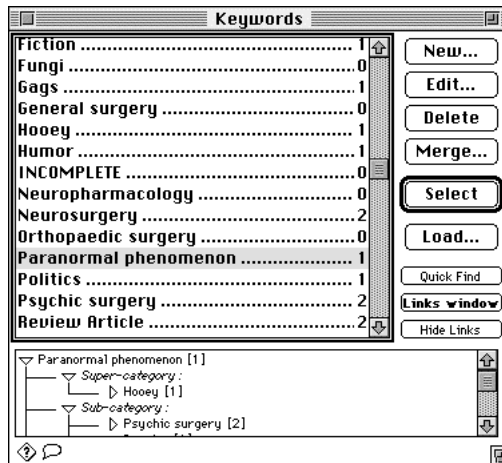 Keywords
Fiction .......................................... 1
Fungi ............................................ 0
Gags ............................................. 1
General surgery .................................. 0
Hooey ............................................ 1
Humor ............................................ 1
INCOMPLETE ....................................... 0
Neuropharmacology ................................ 0
Neurosurgery ..................................... 2
Orthopaedic surgery .............................. 0
Paranormal phenomenon ............................ 1
Politics ......................................... 1
Psychic surgery .................................. 2
Review Article ................................... 2
New...
Edit...
Delete
Merge...
Select
Load...
Quick Find
Links window
Hide Links
Paranormal phenomenon [1]
Super-category :
Hooey [1]
Sub-category :
Psychic surgery [2]